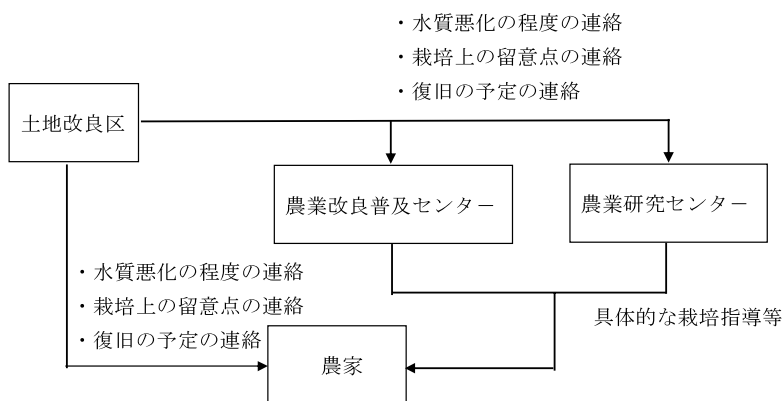 ・水質悪化の程度の連絡
・栽培上の留意点の連絡
・復旧の予定の連絡
土地改良区
農業改良普及センター
農業研究センター
・水質悪化の程度の連絡
・栽培上の留意点の連絡
・復旧の予定の連絡
具体的な栽培指導等
農家